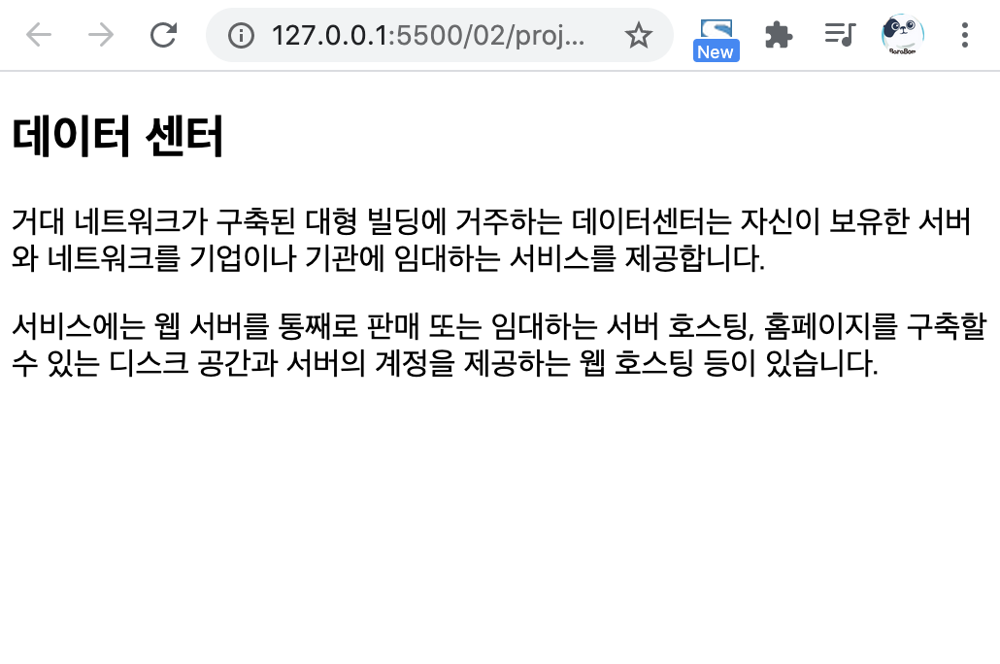 127.0.0.1:5500/02/proj...
New
BaraBom
데이터 센터
거대 네트워크가 구축된 대형 빌딩에 거주하는 데이터센터는 자신이 보유한 서버
와 네트워크를 기업이나 기관에 임대하는 서비스를 제공합니다.
서비스에는 웹 서버를 통째로 판매 또는 임대하는 서버 호스팅, 홈페이지를 구축할
수 있는 디스크 공간과 서버의 계정을 제공하는 웹 호스팅 등이 있습니다.